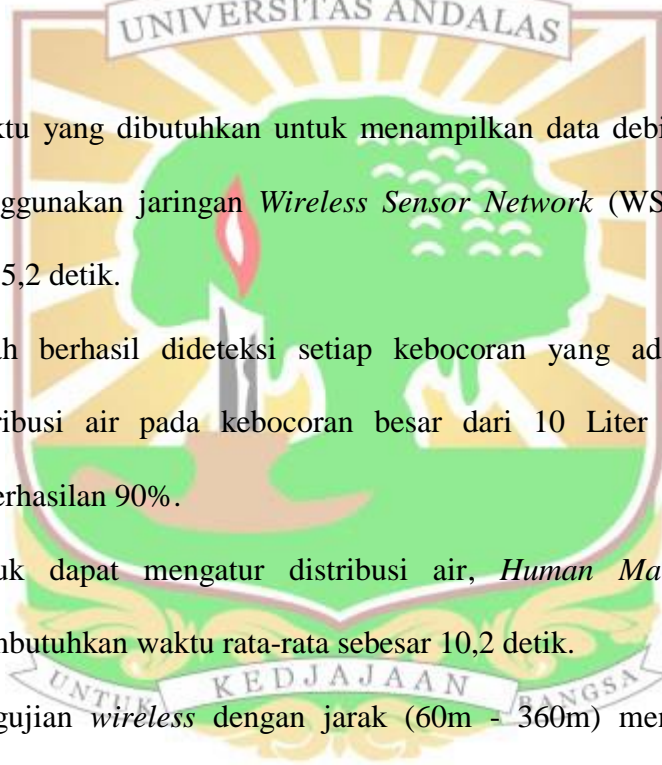 UNIVERSITAS ANDALAS
ktu yang dibutuhkan untuk menampilkan data debi
ggunakan jaringan Wireless Sensor Network (WS
5,2 detik.
ah berhasil dideteksi setiap kebocoran yang ad
ribusi air pada kebocoran besar dari 10 Liter
erhasilan 90%.
uk dapat mengatur distribusi air, Human Ma
nbutuhkan waktu rata-rata sebesar 10,2 detik.
UNTUK KEDJAJAAN BANGSA
gujian wireless dengan jarak (60m - 360m) mer